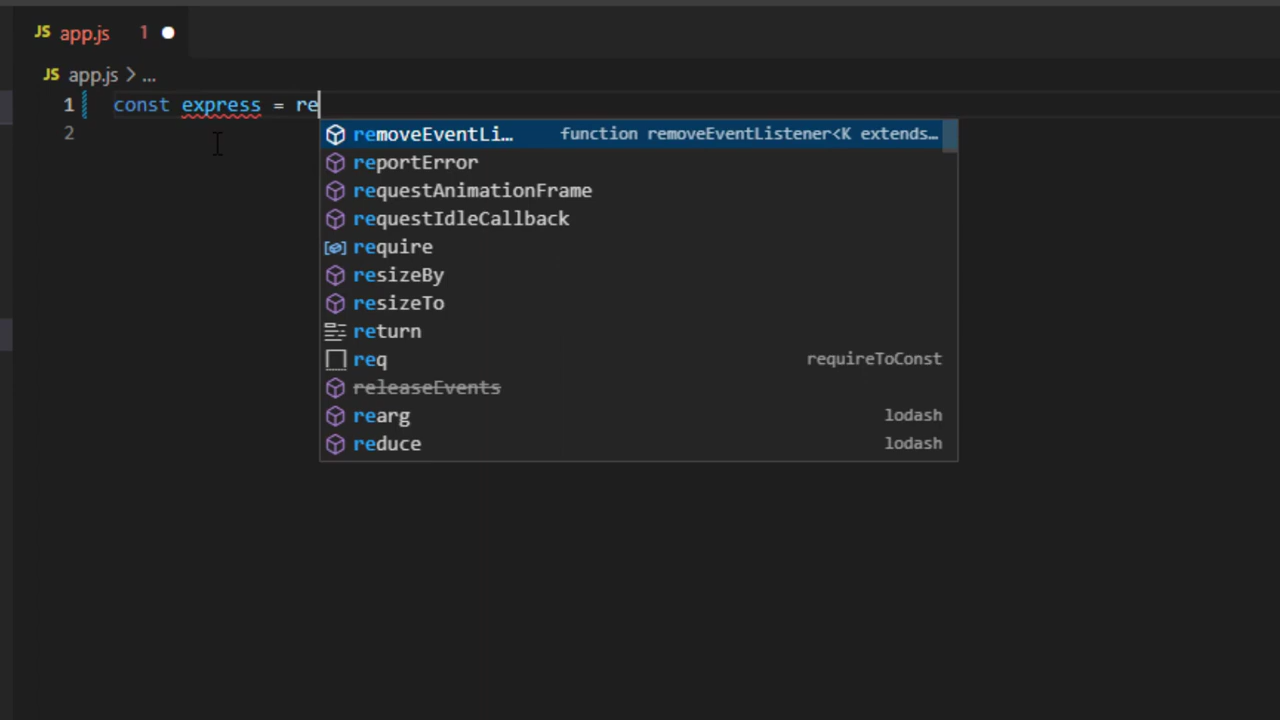 JS app.js 1
JS app.js > ...
1 const express = re
2
removeEventLi… function removeEventListener<K extends…
reportError
requestAnimationFrame
requestIdleCallback
require
resizeBy
resizeTo
return
req requireToConst
releaseEvents
rearg lodash
reduce lodash